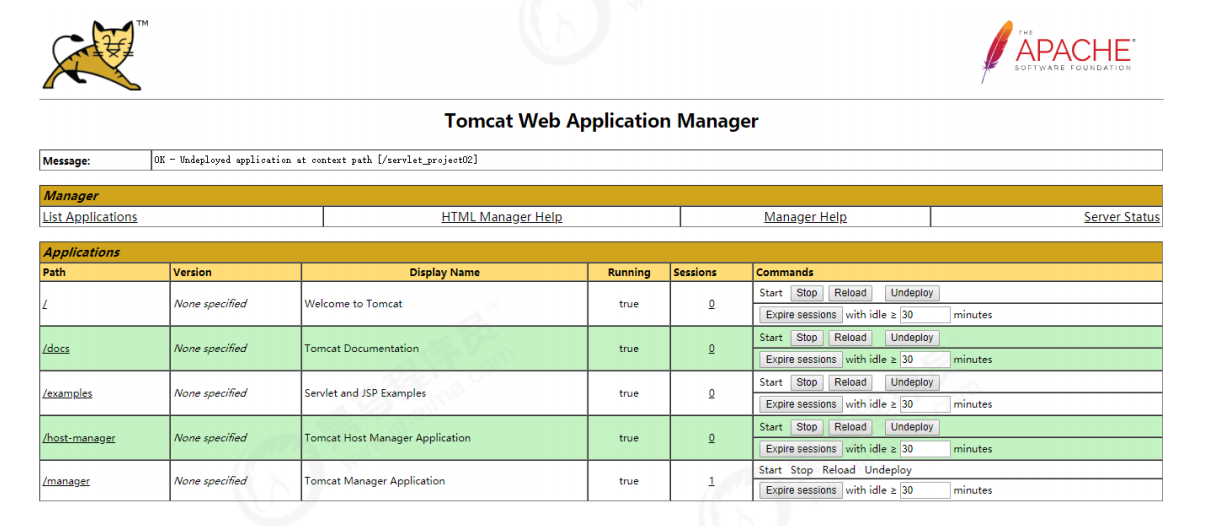 TM
THE
APACHE
SOFTWARE FOUNDATION
Tomcat Web Application Manager
Message: OK - Undeployed application at context path [/servlet_project02]
Manager
List Applications HTML Manager Help Manager Help Server Status
Applications
Path Version Display Name Running Sessions Commands
/ None specified Welcome to Tomcat true 0 Start Stop Reload Undeploy
Expire sessions with idle ≥ 30 minutes
/docs None specified Tomcat Documentation true 0 Start Stop Reload Undeploy
Expire sessions with idle ≥ 30 minutes
/examples None specified Servlet and JSP Examples true 0 Start Stop Reload Undeploy
Expire sessions with idle ≥ 30 minutes
/host-manager None specified Tomcat Host Manager Application true 0 Start Stop Reload Undeploy
Expire sessions with idle ≥ 30 minutes
/manager None specified Tomcat Manager Application true 1 Start Stop Reload Undeploy
Expire sessions with idle ≥ 30 minutes
黑马程序员